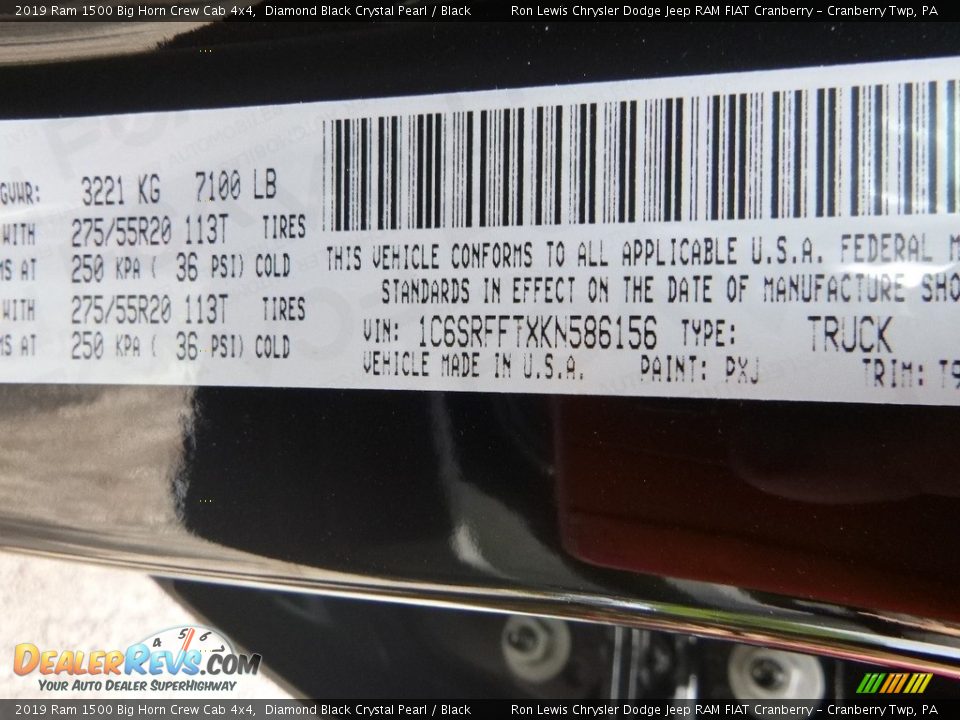 2019 Ram 1500 Big Horn Crew Cab 4x4, Diamond Black Crystal Pearl / Black Ron Lewis Chrysler Dodge Jeep RAM FIAT Cranberry - Cranberry Twp, PA
GVWR: 3221 KG 7100 LB
WITH 275/55R20 113T TIRES
MS AT 250 KPA ( 36 PSI) COLD
WITH 275/55R20 113T TIRES
MS AT 250 KPA ( 36 PSI) COLD
THIS VEHICLE CONFORMS TO ALL APPLICABLE U.S.A. FEDERAL M
STANDARDS IN EFFECT ON THE DATE OF MANUFACTURE SHO
VIN: 1C6SRFFTXKN586156 TYPE: TRUCK
VEHICLE MADE IN U.S.A. PAINT: PXJ TRIM: T9
4 5 6
DEALERREVS.COM
YOUR AUTO DEALER SUPERHIGHWAY
2019 Ram 1500 Big Horn Crew Cab 4x4, Diamond Black Crystal Pearl / Black Ron Lewis Chrysler Dodge Jeep RAM FIAT Cranberry - Cranberry Twp, PA